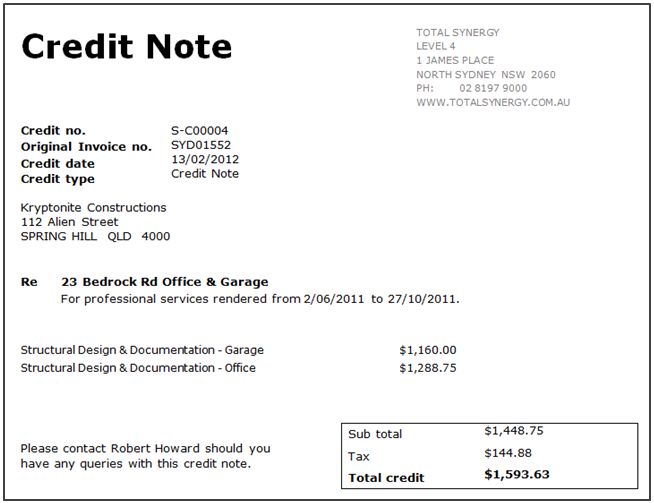 Credit Note
TOTAL SYNERGY
LEVEL 4
1 JAMES PLACE
NORTH SYDNEY NSW 2060
PH: 02 8197 9000
WWW.TOTALSYNERGY.COM.AU
Credit no. S-C00004
Original Invoice no. SYD01552
Credit date 13/02/2012
Credit type Credit Note
Kryptonite Constructions
112 Alien Street
SPRING HILL QLD 4000
Re 23 Bedrock Rd Office & Garage
For professional services rendered from 2/06/2011 to 27/10/2011.
Structural Design & Documentation - Garage $1,160.00
Structural Design & Documentation - Office $1,288.75
Please contact Robert Howard should you
have any queries with this credit note.
Sub total $1,448.75
Tax $144.88
Total credit $1,593.63